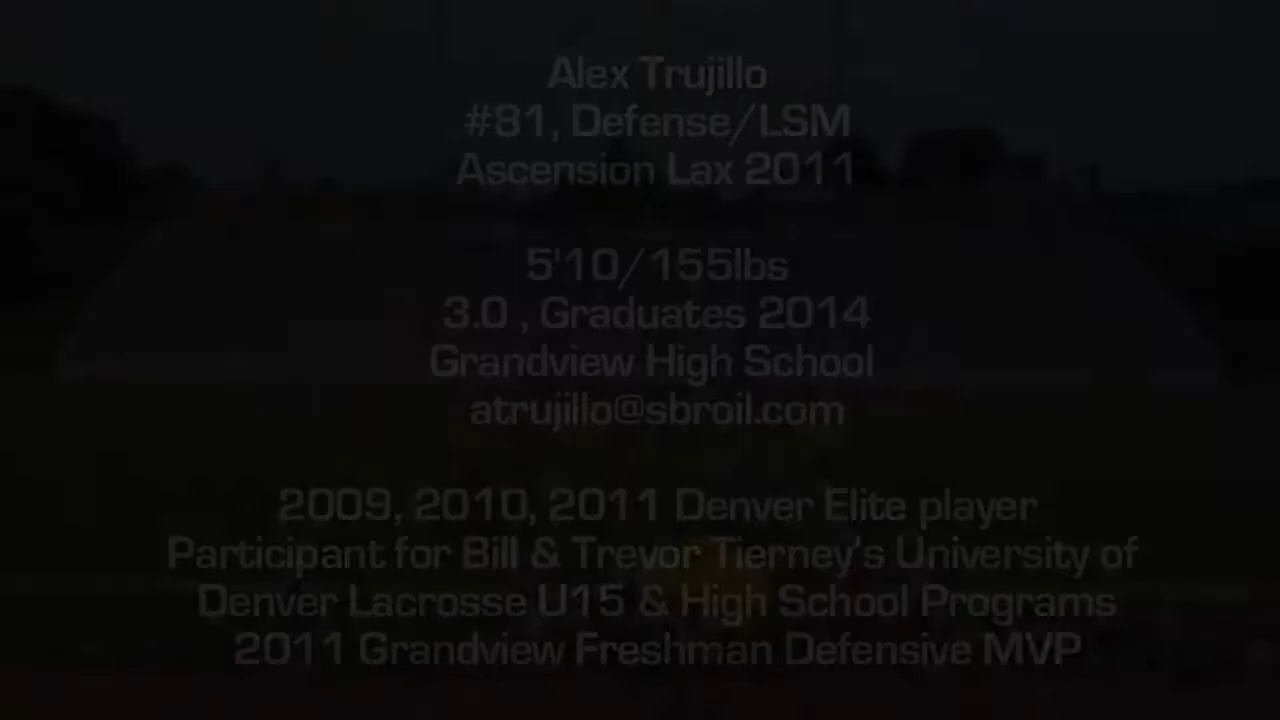 Alex Trujillo
#81, Defense/LSM
Ascension Lax 2011
5'10/155lbs
3.0 , Graduates 2014
Grandview High School
atrujillo@sbroil.com
2009, 2010, 2011 Denver Elite player
Participant for Bill & Trevor Tierney's University of
Denver Lacrosse U15 & High School Programs
2011 Grandview Freshman Defensive MVP